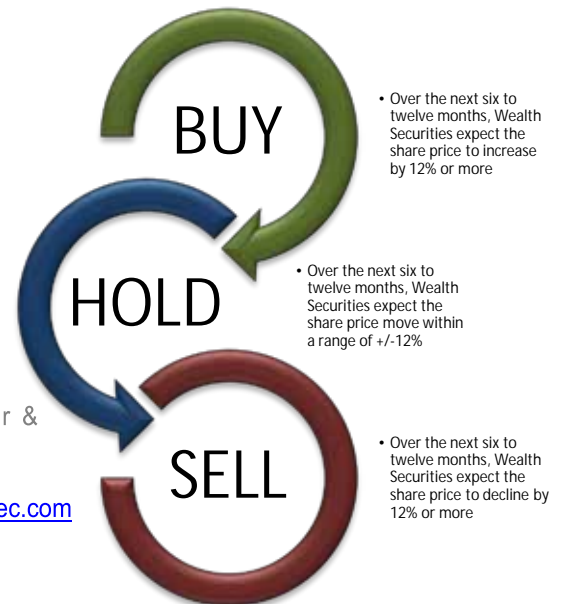 BUY
• Over the next six to
twelve months, Wealth
Securities expect the
share price to increase
by 12% or more
HOLD
• Over the next six to
twelve months, Wealth
Securities expect the
share price move within
a range of +/-12%
r &
SELL
• Over the next six to
twelve months, Wealth
Securities expect the
share price to decline by
12% or more
ec.com